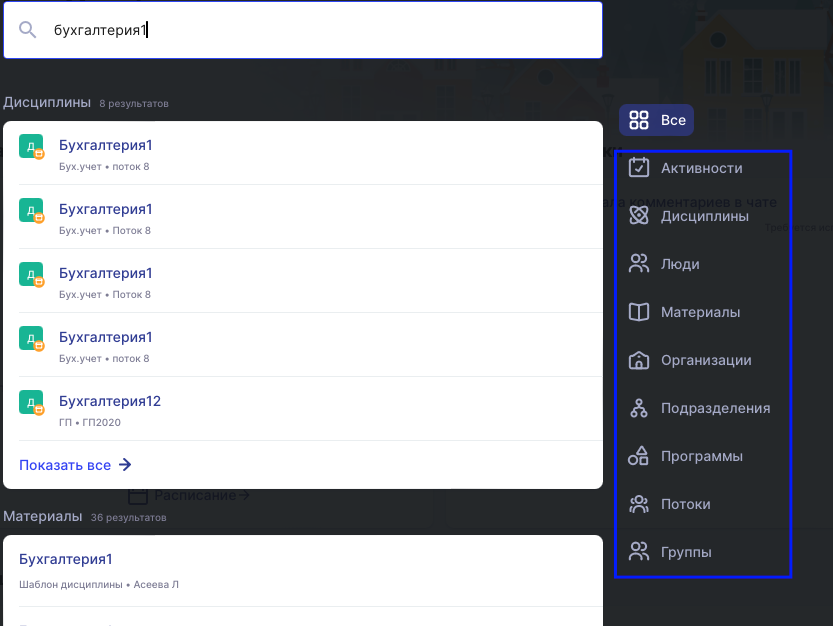 бухгалтерия1
Дисциплины 8 результатов
Бухгалтерия1
Бух.учет • поток 8
Бухгалтерия1
Бух.учет • Поток 8
Бухгалтерия1
Бух.учет • Поток 8
Бухгалтерия1
Бух.учет • поток 8
Бухгалтерия12
ГП • ГП2020
Показать все →
Расписание →
Материалы 36 результатов
Бухгалтерия1
Шаблон дисциплины • Асеева Л
Все
Активности
комментариев в чате
Дисциплины
Люди
Материалы
Организации
Подразделения
Программы
Потоки
Группы